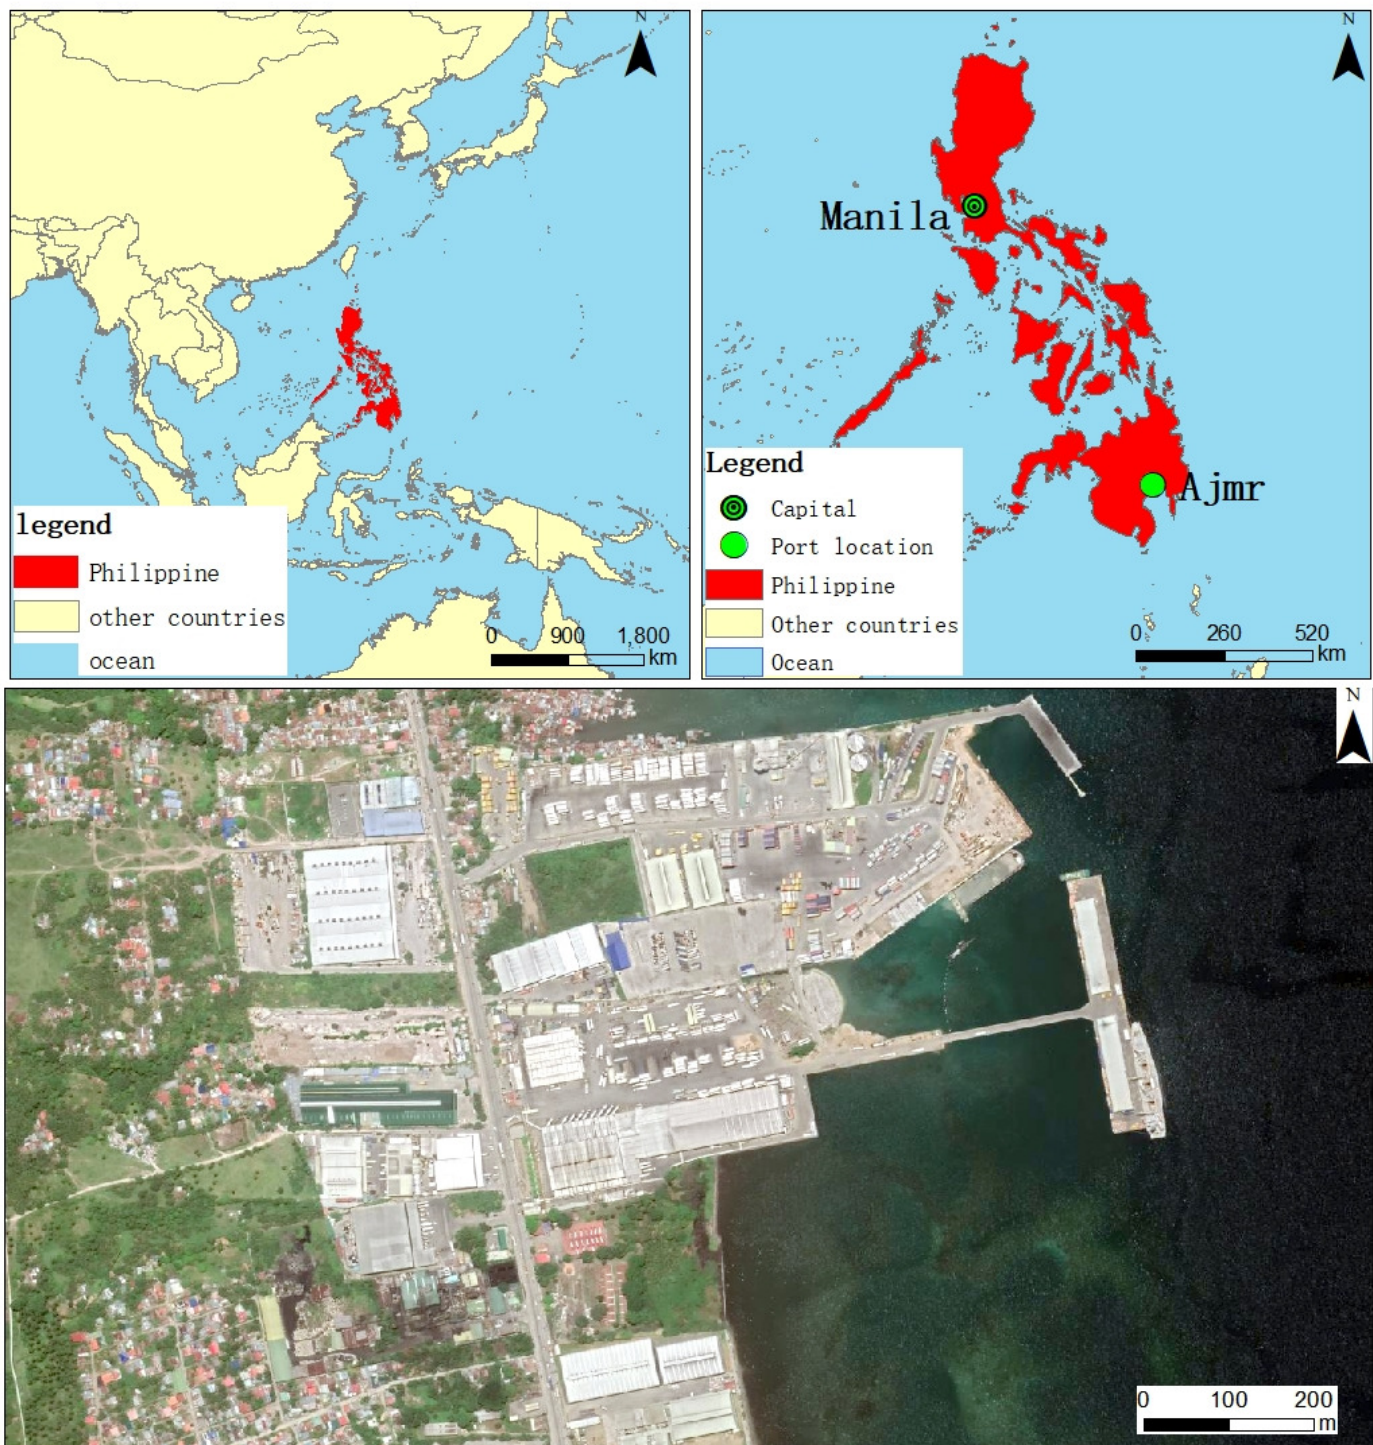 N
legend
Philippine
other countries
ocean
0 900 1,800
km
N
Manila
Ajmr
Legend
Capital
Port location
Philippine
Other countries
Ocean
0 260 520
km
N
0 100 200
m